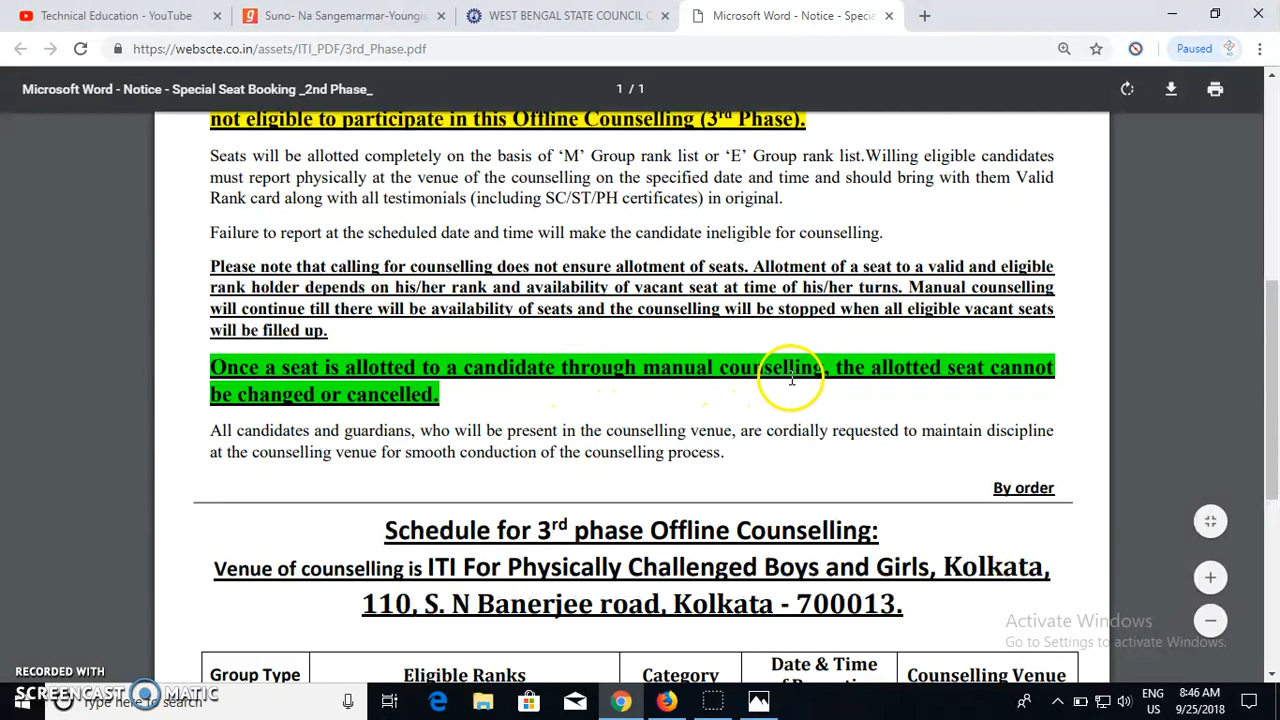 Technical Education - YouTube
Suno- Na Sangemarmar-Youngis
WEST BENGAL STATE COUNCIL C
Microsoft Word - Notice - Specia
https://webscte.co.in/assets/ITI_PDF/3rd_Phase.pdf
Paused
Microsoft Word - Notice - Special Seat Booking _2nd Phase_
1 / 1
not eligible to participate in this Offline Counselling (3rd Phase).
Seats will be allotted completely on the basis of ‘M’ Group rank list or ‘E’ Group rank list.Willing eligible candidates
must report physically at the venue of the counselling on the specified date and time and should bring with them Valid
Rank card along with all testimonials (including SC/ST/PH certificates) in original.
Failure to report at the scheduled date and time will make the candidate ineligible for counselling.
Please note that calling for counselling does not ensure allotment of seats. Allotment of a seat to a valid and eligible
rank holder depends on his/her rank and availability of vacant seat at time of his/her turns. Manual counselling
will continue till there will be availability of seats and the counselling will be stopped when all eligible vacant seats
will be filled up.
Once a seat is allotted to a candidate through manual counselling, the allotted seat cannot
be changed or cancelled.
All candidates and guardians, who will be present in the counselling venue, are cordially requested to maintain discipline
at the counselling venue for smooth conduction of the counselling process.
By order
Schedule for 3rd phase Offline Counselling:
Venue of counselling is ITI For Physically Challenged Boys and Girls, Kolkata,
110, S. N Banerjee road, Kolkata - 700013.
Group Type
Eligible Ranks
Category
Date & Time
Counselling Venue
Activate Windows
Go to Settings to activate Windows.
RECORDED WITH
SCREENCAST MATIC
Type here to search
ENG
US
8:46 AM
9/25/2018